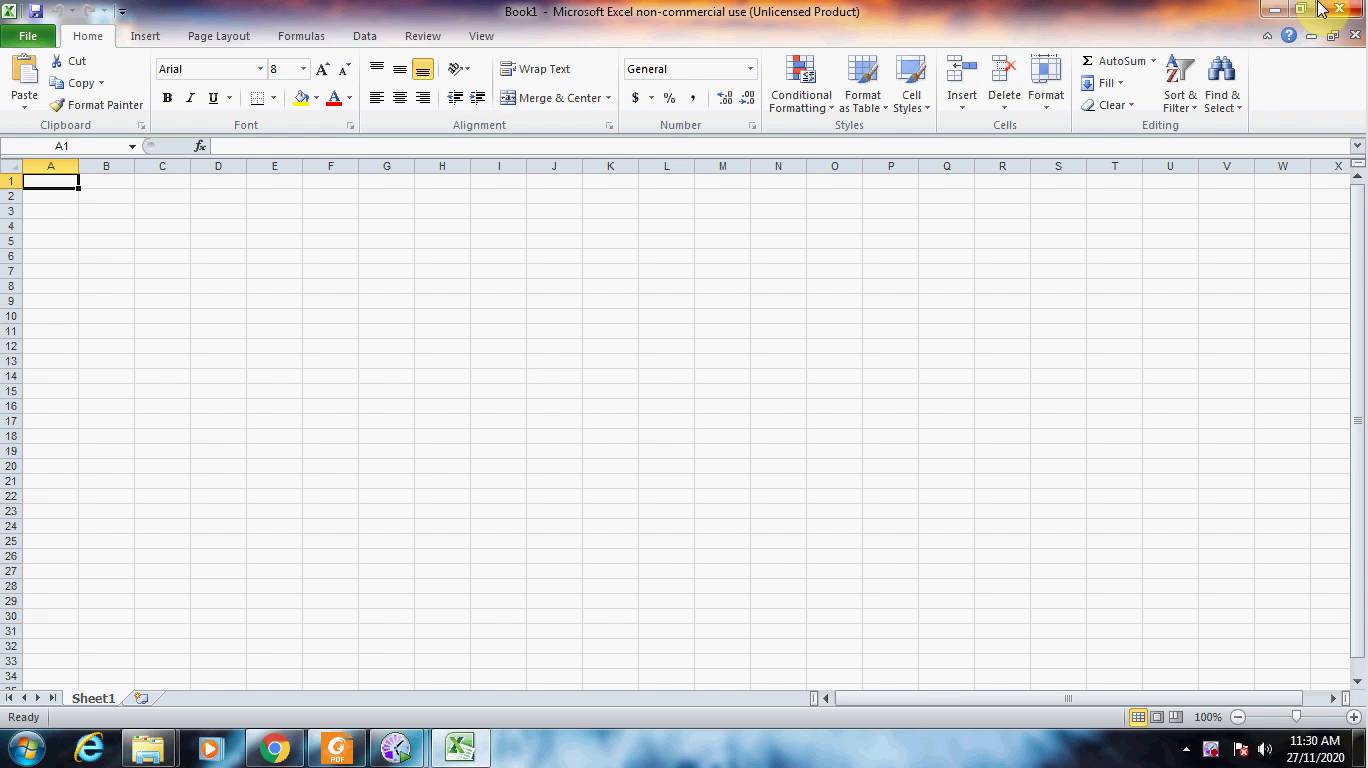 Book1 - Microsoft Excel non-commercial use (Unlicensed Product)
File Home Insert Page Layout Formulas Data Review View
Paste Cut Copy Format Painter
Arial 8 A A Wrap Text General
B I U A Merge & Center $ % ,
Conditional Formatting Format as Table Cell Styles
Insert Delete Format
Σ AutoSum Fill Clear
Sort & Filter Find & Select
Clipboard Font Alignment Number Styles Cells Editing
A1 fx
A B C D E F G H I J K L M N O P Q R S T U V W X
1
2
3
4
5
6
7
8
9
10
11
12
13
14
15
16
17
18
19
20
21
22
23
24
25
26
27
28
29
30
31
32
33
34
35
Sheet1
Ready 100%
PDF
11:30 AM
27/11/2020